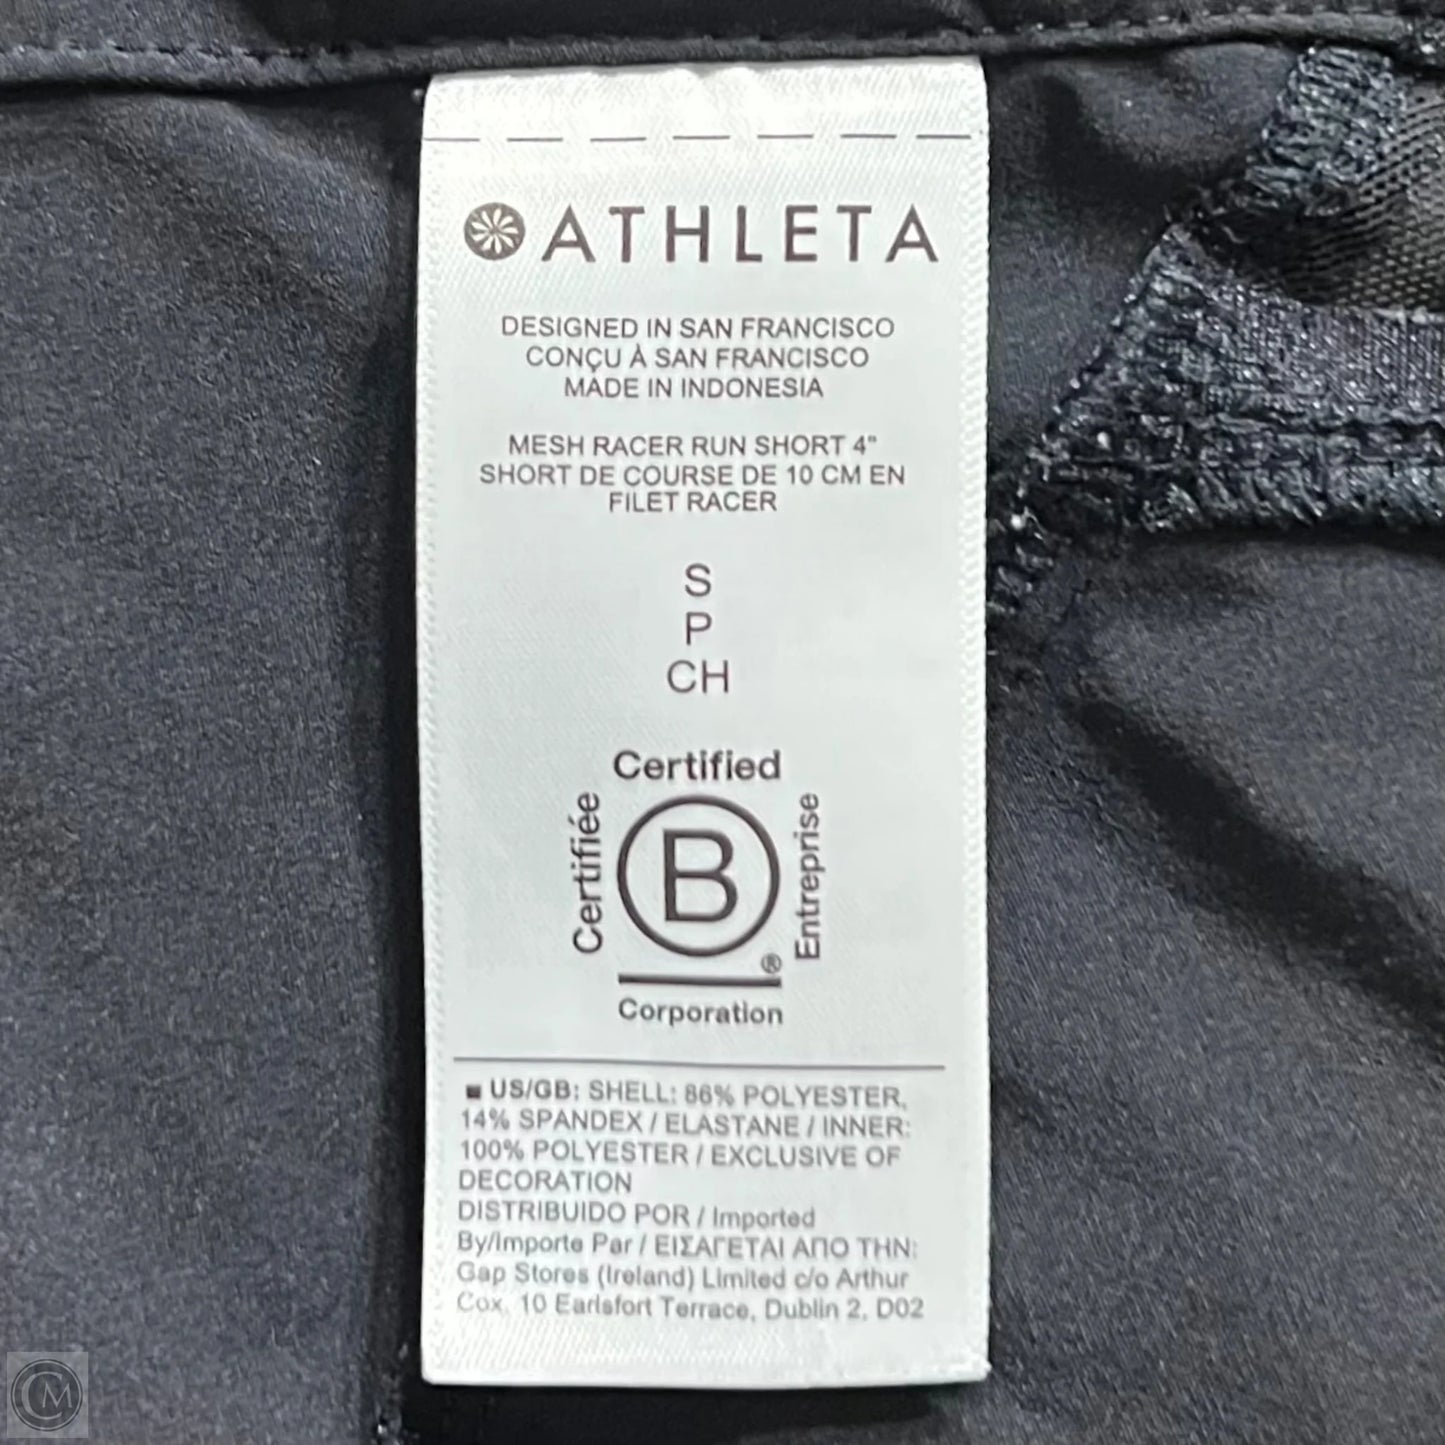 ATHLETA
DESIGNED IN SAN FRANCISCO
CONÇU À SAN FRANCISCO
MADE IN INDONESIA
MESH RACER RUN SHORT 4"
SHORT DE COURSE DE 10 CM EN
FILET RACER
S
P
CH
Certified
Certifiée
B
®
Entreprise
Corporation
US/GB: SHELL: 86% POLYESTER,
14% SPANDEX / ELASTANE / INNER:
100% POLYESTER / EXCLUSIVE OF
DECORATION
DISTRIBUIDO POR / Imported
By/Importe Par / ΕΙΣΑΓΕΤΑΙ ΑΠΟ ΤΗΝ:
Gap Stores (Ireland) Limited c/o Arthur
Cox, 10 Earlsfort Terrace, Dublin 2, D02
CM